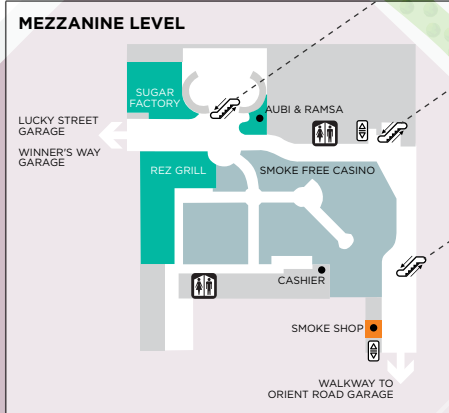 MEZZANINE LEVEL
SUGAR
FACTORY
AUBI & RAMSA
LUCKY STREET
GARAGE
WINNER'S WAY
GARAGE
REZ GRILL
SMOKE FREE CASINO
CASHIER
SMOKE SHOP
WALKWAY TO
ORIENT ROAD GARAGE